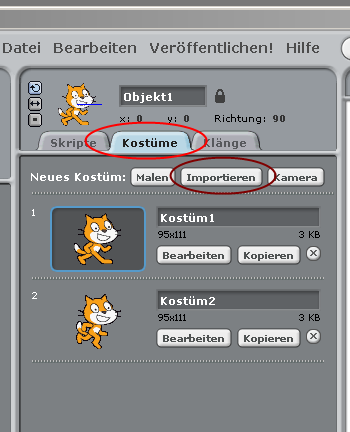 Datei Bearbeiten Veröffentlichen! Hilfe
Objekt1
x: 0 y: 0 Richtung: 90
Skripte Kostüme Klänge
Neues Kostüm: Malen Importieren Kamera
1 Kostüm1
95x111 3 KB
Bearbeiten Kopieren
2 Kostüm2
95x111 3 KB
Bearbeiten Kopieren